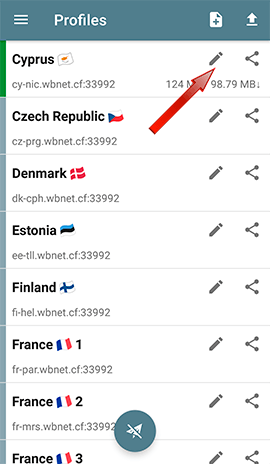 Profiles
Cyprus 🇨🇾
cy-nic.wbnet.cf:33992 124 M 98.79 MB↓
Czech Republic 🇨🇿
cz-prg.wbnet.cf:33992
Denmark 🇩🇰
dk-cph.wbnet.cf:33992
Estonia 🇪🇪
ee-tll.wbnet.cf:33992
Finland 🇫🇮
fi-hel.wbnet.cf:33992
France 🇫🇷 1
fr-par.wbnet.cf:33992
France 🇫🇷 2
fr-mrs.wbnet.cf:33992
France 🇫🇷 3